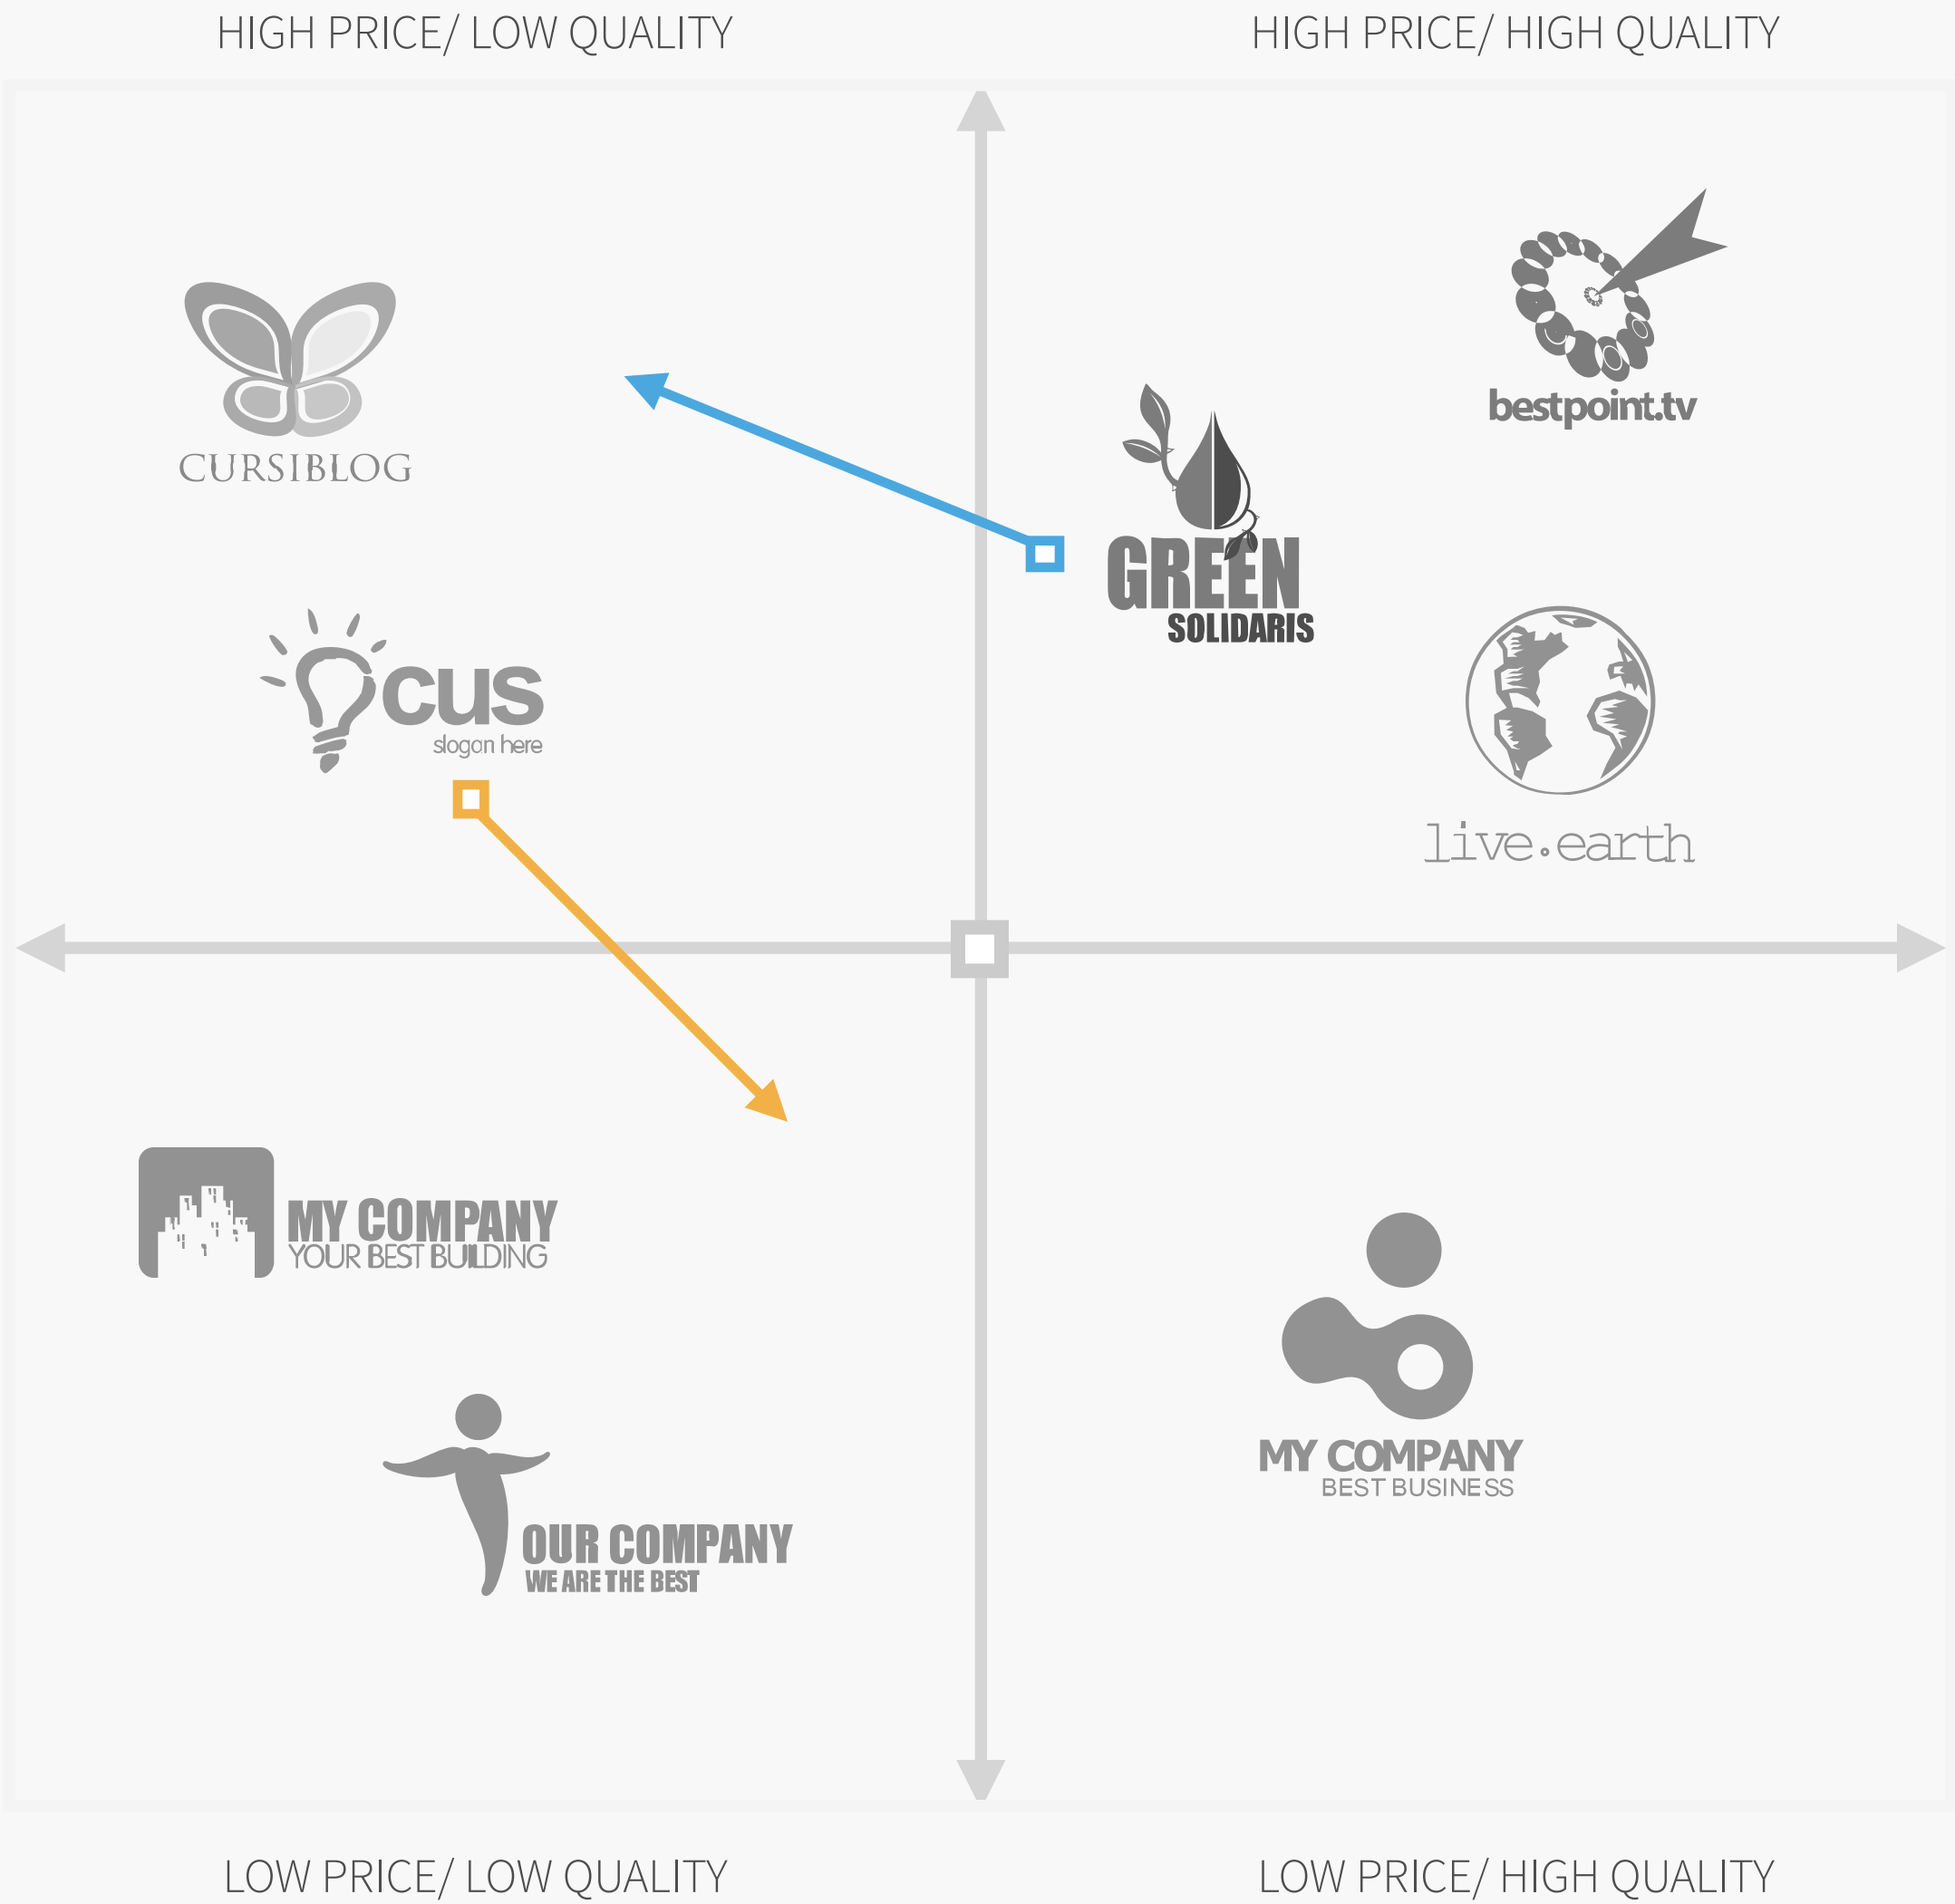 HIGH PRICE/ LOW QUALITY
HIGH PRICE/ HIGH QUALITY
CURSIBLOG
bestpoint.tv
GREEN
SOLIDARIS
cus
slogan here
live.earth
MY COMPANY
YOUR BEST BUILDING
OUR COMPANY
WE ARE THE BEST
MY COMPANY
BEST BUSINESS
LOW PRICE/ LOW QUALITY
LOW PRICE/ HIGH QUALITY